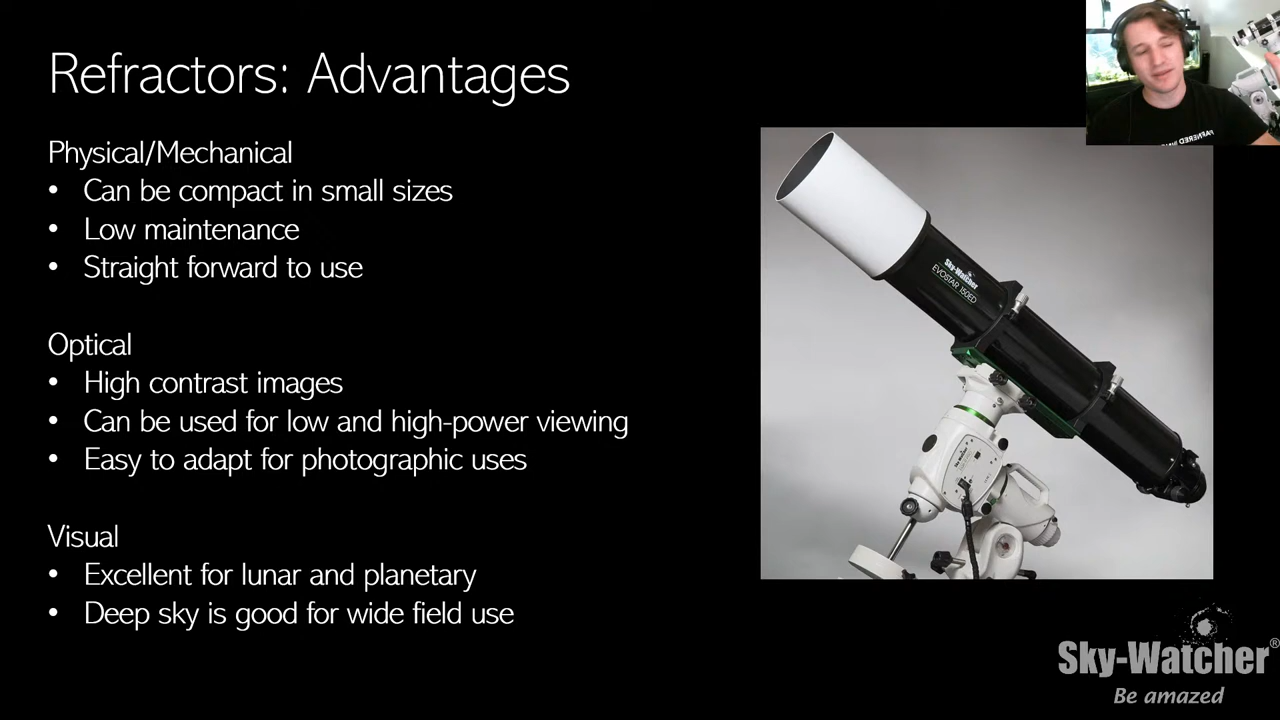 Refractors: Advantages
Physical/Mechanical
• Can be compact in small sizes
• Low maintenance
• Straight forward to use
Optical
• High contrast images
• Can be used for low and high-power viewing
• Easy to adapt for photographic uses
Visual
• Excellent for lunar and planetary
• Deep sky is good for wide field use
Sky-Watcher
EVOSTAR 150ED
Sky-Watcher®
Be amazed